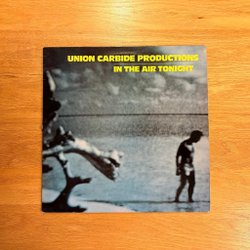 UNION CARBIDE PRODUCTIONS
IN THE AIR TONIGHT